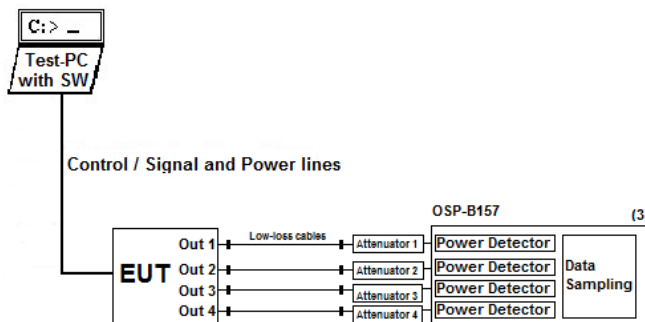 C:> _
Test-PC
with SW
Control / Signal and Power lines
OSP-B157
(3
EUT
Out 1
Low-loss cables
Attenuator 1
Power Detector
Out 2
Attenuator 2
Power Detector
Out 3
Attenuator 3
Power Detector
Out 4
Attenuator 4
Power Detector
Data
Sampling